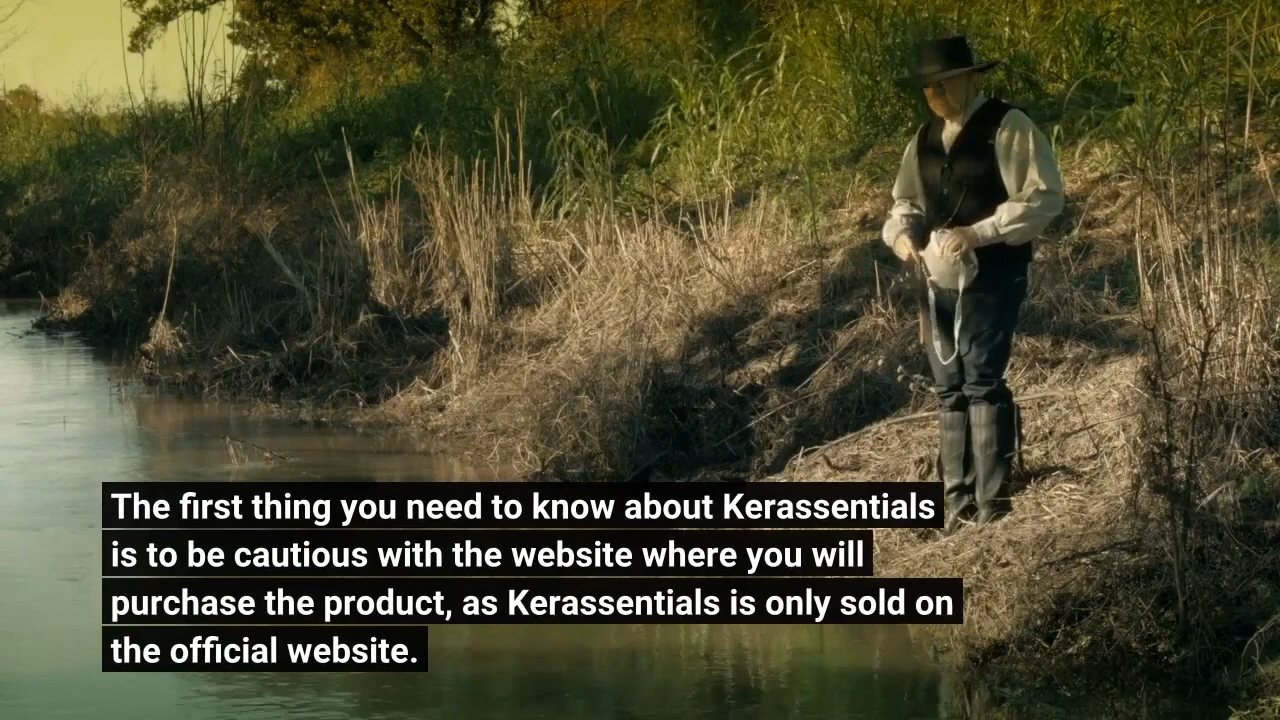 The first thing you need to know about Kerassentials
is to be cautious with the website where you will
purchase the product, as Kerassentials is only sold on
the official website.